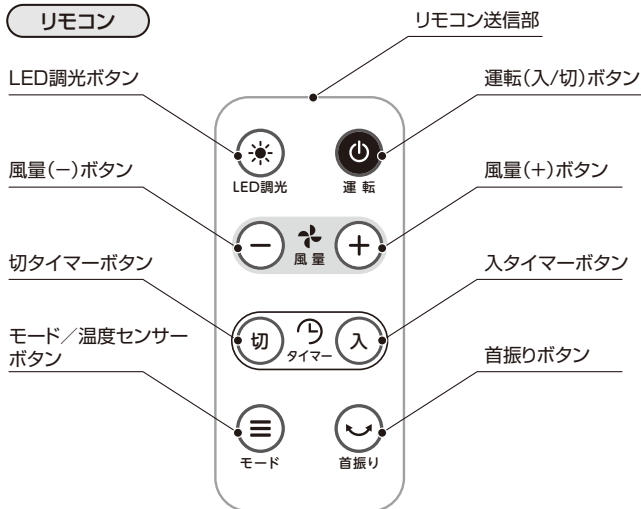 リモコン
リモコン送信部
LED調光ボタン
運転(入/切)ボタン
LED調光
運転
風量(−)ボタン
風量(+)ボタン
風量
切タイマーボタン
入タイマーボタン
切
タイマー
入
モード／温度センサー
ボタン
首振りボタン
モード
首振り